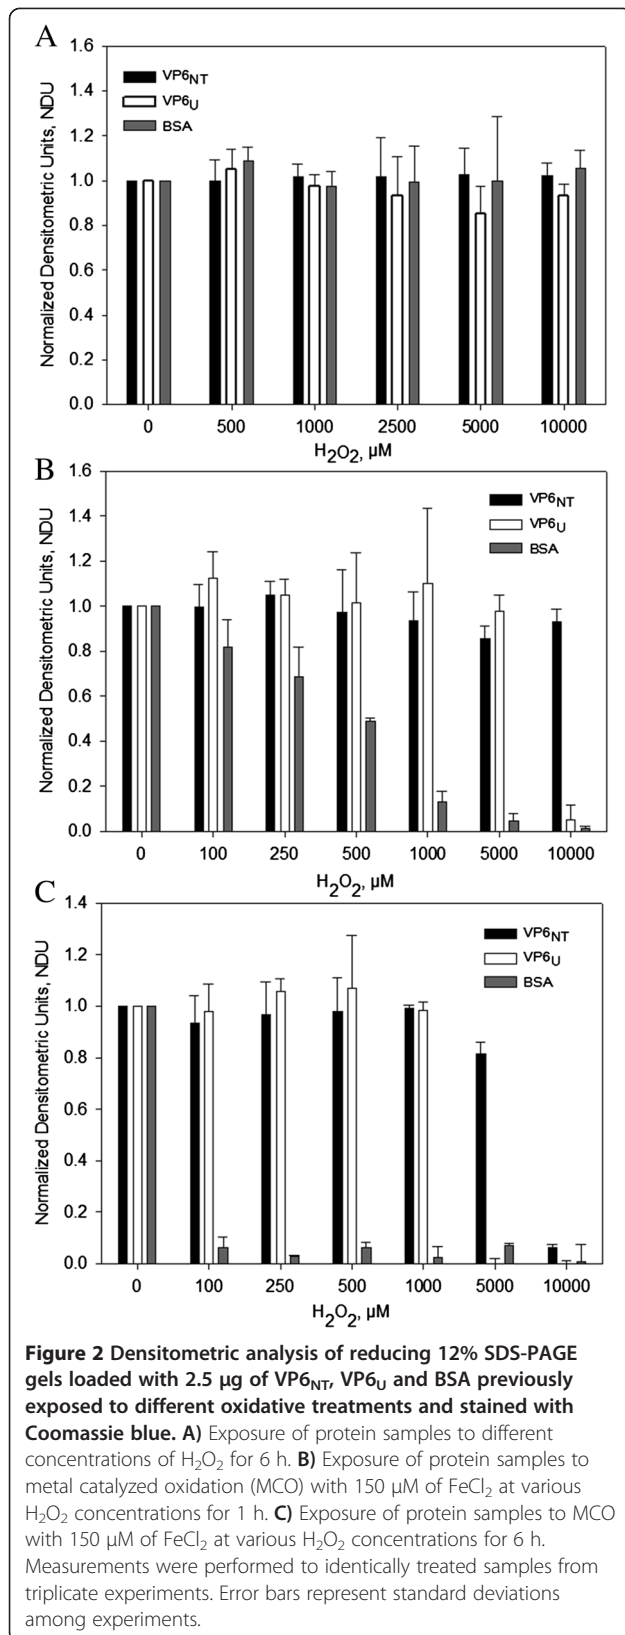 A
1.6
1.4
1.2
1.0
0.8
0.6
0.4
0.2
0.0
Normalized Densitometric Units, NDU
VP6NT
VP6U
BSA
0 500 1000 2500 5000 10000
H2O2, µM
B
1.6
1.4
1.2
1.0
0.8
0.6
0.4
0.2
0.0
Normalized Densitometric Units, NDU
VP6NT
VP6U
BSA
0 100 250 500 1000 5000 10000
H2O2, µM
C
1.4
1.2
1.0
0.8
0.6
0.4
0.2
0.0
Normalized Densitometric Units, NDU
VP6NT
VP6U
BSA
0 100 250 500 1000 5000 10000
H2O2, µM
Figure 2 Densitometric analysis of reducing 12% SDS-PAGE
gels loaded with 2.5 µg of VP6NT, VP6U and BSA previously
exposed to different oxidative treatments and stained with
Coomassie blue. A) Exposure of protein samples to different
concentrations of H2O2 for 6 h. B) Exposure of protein samples to
metal catalyzed oxidation (MCO) with 150 µM of FeCl2 at various
H2O2 concentrations for 1 h. C) Exposure of protein samples to MCO
with 150 µM of FeCl2 at various H2O2 concentrations for 6 h.
Measurements were performed to identically treated samples from
triplicate experiments. Error bars represent standard deviations
among experiments.